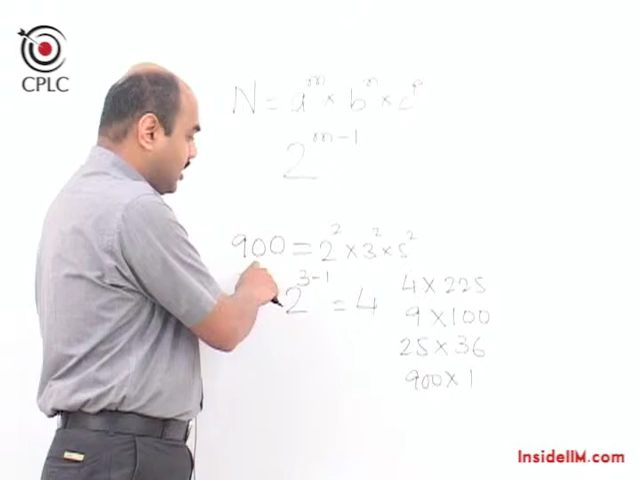 CPLC
N = a^m × b^n × c^p
2^{m-1}
900 = 2^2 × 3^2 × 5^2
2^{3-1} = 4
4 × 225
9 × 100
25 × 36
900 × 1
InsideIIM.com